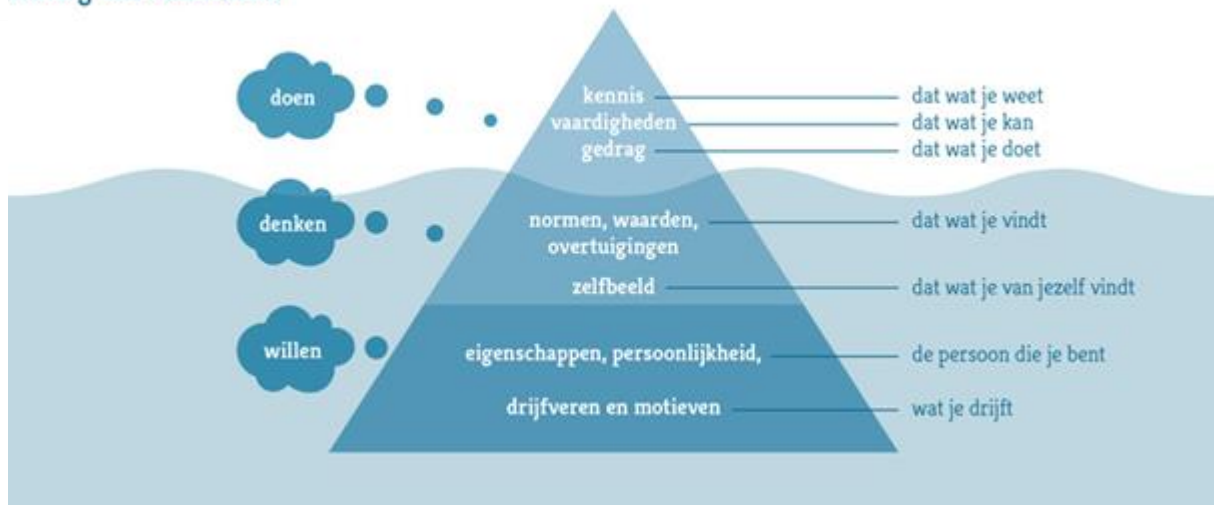 doen
kennis
dat wat je weet
vaardigheden
dat wat je kan
gedrag
dat wat je doet
denken
normen, waarden,
overtuigingen
dat wat je vindt
zelfbeeld
dat wat je van jezelf vindt
willen
eigenschappen, persoonlijkheid,
de persoon die je bent
drijfveren en motieven
wat je drijft